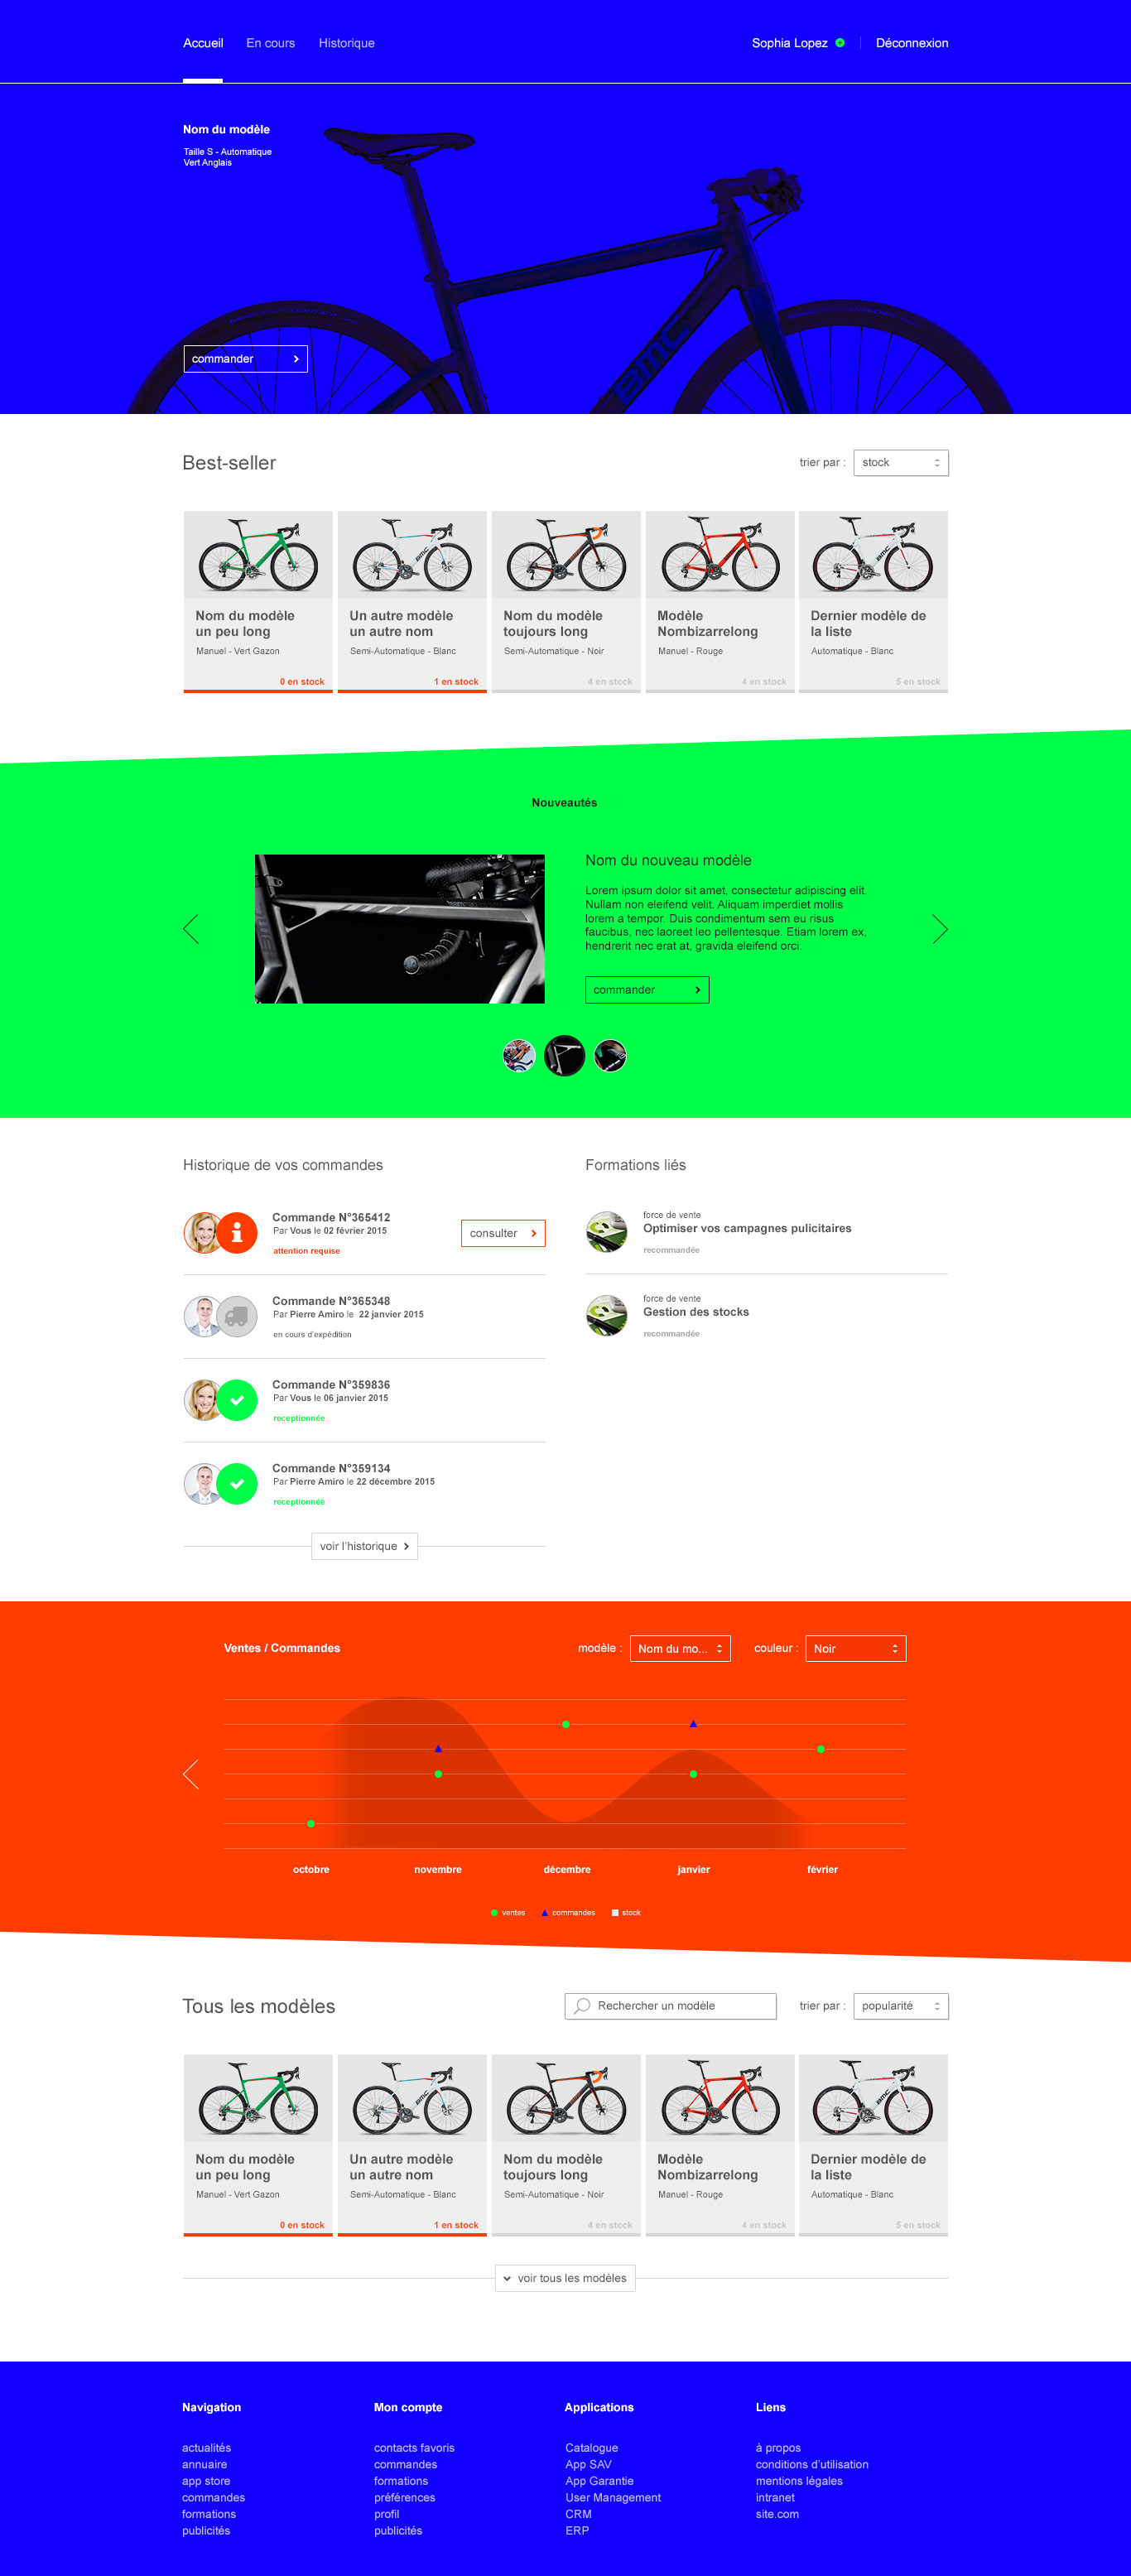 Accueil En cours Historique Sophia Lopez Déconnexion
Nom du modèle
Taille S - Automatique
Vert Anglais
BMC
commander
Best-seller trier par : stock
Nom du modèle
un peu long
Manuel - Vert Gazon
0 en stock
Un autre modèle
un autre nom
Semi-Automatique - Blanc
1 en stock
Nom du modèle
toujours long
Semi-Automatique - Noir
4 en stock
Modèle
Nombizarrelong
Manuel - Rouge
4 en stock
BMC
Dernier modèle de
la liste
Automatique - Blanc
5 en stock
Nouveautés
Nom du nouveau modèle
Lorem ipsum dolor sit amet, consectetur adipiscing elit.
Nullam non eleifend velit. Aliquam imperdiet mollis
lorem a tempor. Duis condimentum sem eu risus
faucibus, nec laoreet leo pellentesque. Etiam lorem ex,
hendrerit nec erat at, gravida eleifend orci.
commander
Historique de vos commandes
Commande N°365412
Par Vous le 02 février 2015
attention requise
consulter
Commande N°365348
Par Pierre Amiro le 22 janvier 2015
en cours d'expédition
Commande N°359836
Par Vous le 06 janvier 2015
receptionnée
Commande N°359134
Par Pierre Amiro le 22 décembre 2015
receptionnée
voir l'historique
Formations liés
force de vente
Optimiser vos campagnes pulicitaires
recommandée
force de vente
Gestion des stocks
recommandée
Ventes / Commandes modèle : Nom du mo... couleur : Noir
octobre novembre décembre janvier février
ventes commandes stock
Tous les modèles Rechercher un modèle trier par : popularité
Nom du modèle
un peu long
Manuel - Vert Gazon
0 en stock
Un autre modèle
un autre nom
Semi-Automatique - Blanc
1 en stock
Nom du modèle
toujours long
Semi-Automatique - Noir
4 en stock
Modèle
Nombizarrelong
Manuel - Rouge
4 en stock
BMC
Dernier modèle de
la liste
Automatique - Blanc
5 en stock
voir tous les modèles
Navigation
actualités
annuaire
app store
commandes
formations
publicités
Mon compte
contacts favoris
commandes
formations
préférences
profil
publicités
Applications
Catalogue
App SAV
App Garantie
User Management
CRM
ERP
Liens
à propos
conditions d'utilisation
mentions légales
intranet
site.com